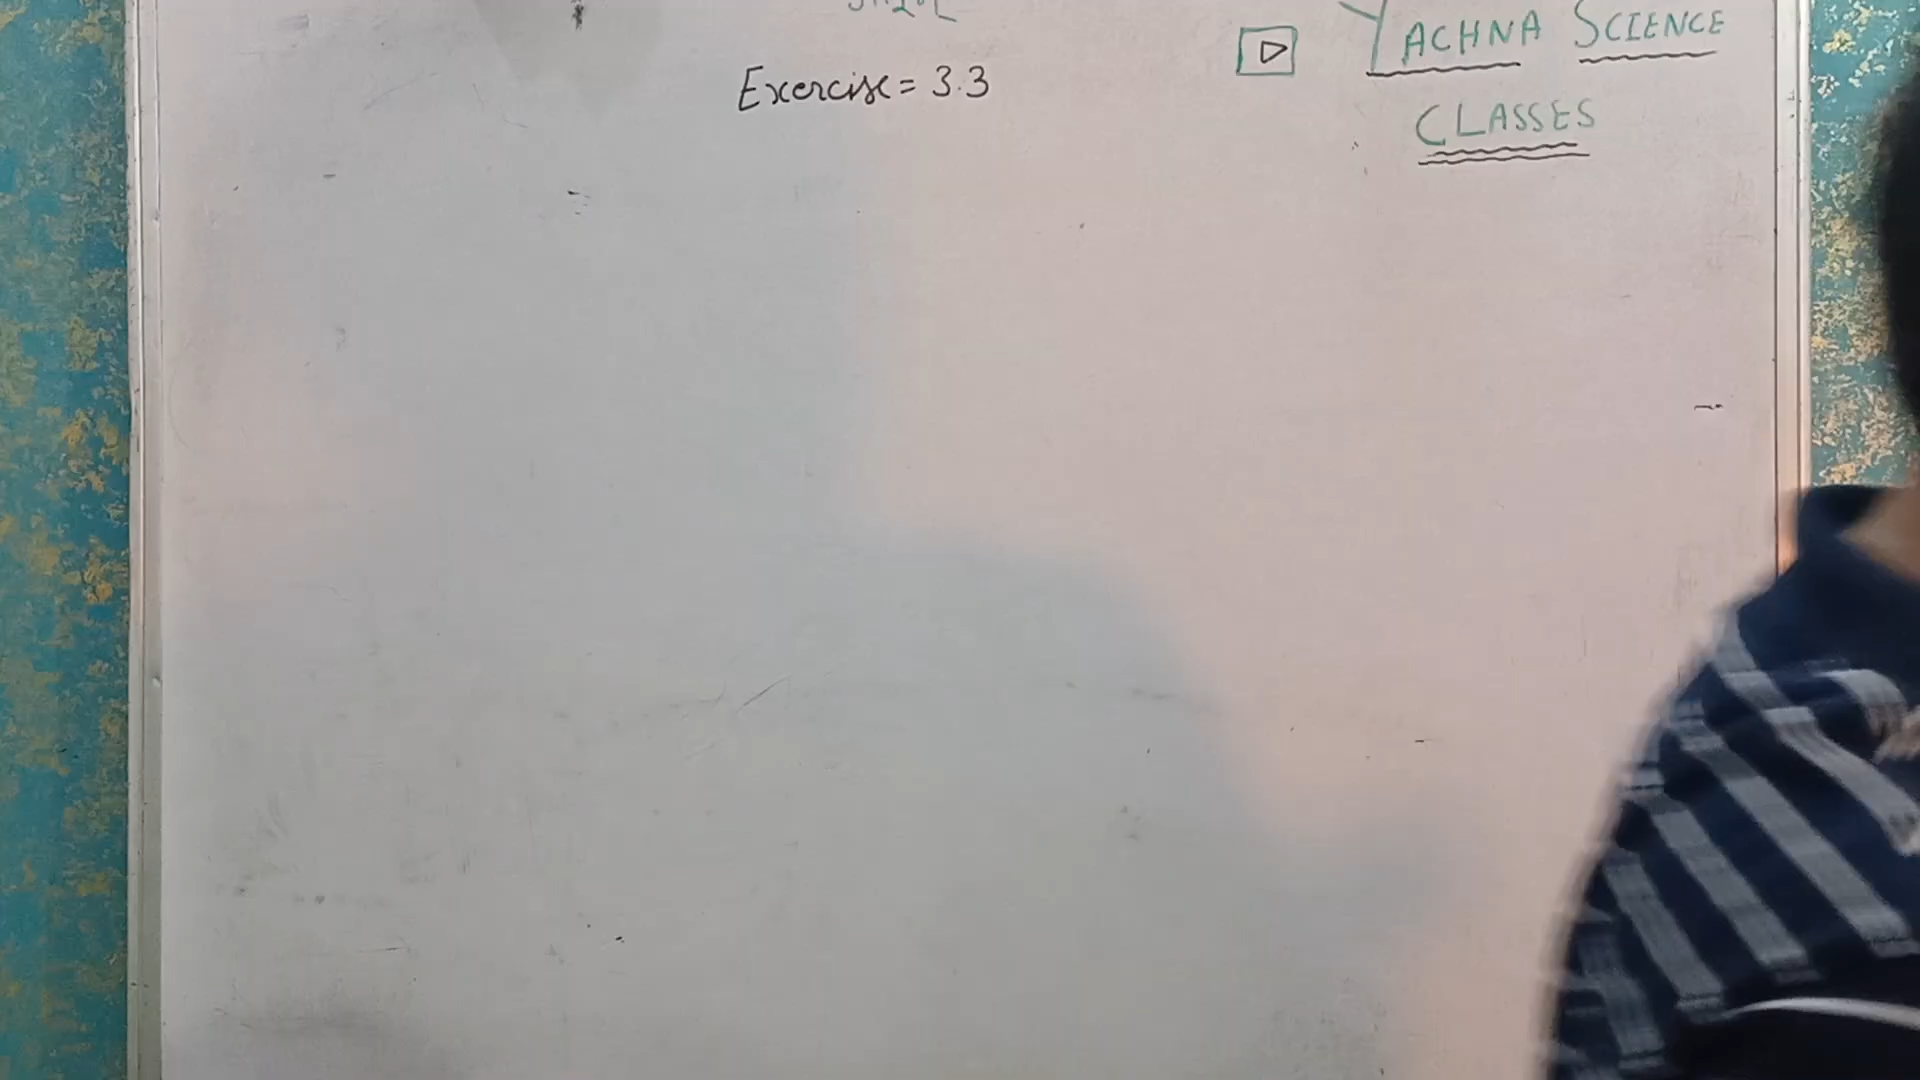 YACHNA SCIENCE
CLASSES
Exercise = 3.3